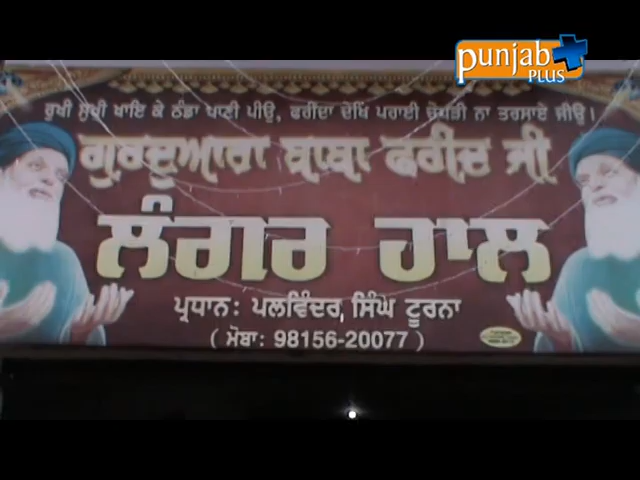 punjab
PLUS
ਰੁਖੀ ਸੁਖੀ ਖਾਇ ਕੇ ਠੰਡਾ ਪਾਣੀ ਪੀਉ, ਫਰੀਦਾ ਦੇਖਿ ਪਰਾਈ ਚੋਪੜੀ ਨਾ ਤਰਸਾਏ ਜੀਉ।
ਗੁਰਦੁਆਰਾ ਬਾਬਾ ਫਰੀਦ ਜੀ
ਲੰਗਰ ਹਾਲ
ਪ੍ਰਧਾਨ: ਪਲਵਿੰਦਰ ਸਿੰਘ ਟੂਰਨਾ
( ਮੋਬਾ: 98156-20077 )